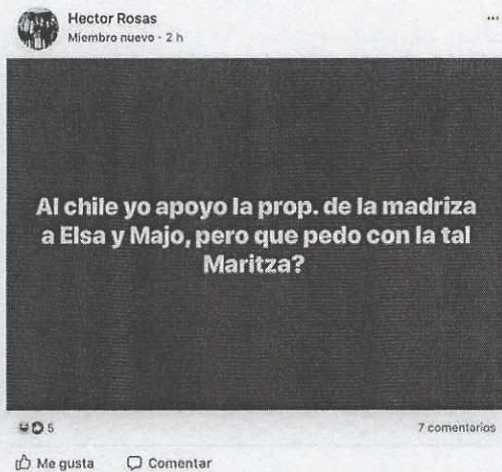 Hector Rosas
Miembro nuevo · 2 h
Al chile yo apoyo la prop. de la madriza
a Elsa y Majo, pero que pedo con la tal
Maritza?
5
7 comentarios
Me gusta
Comentar